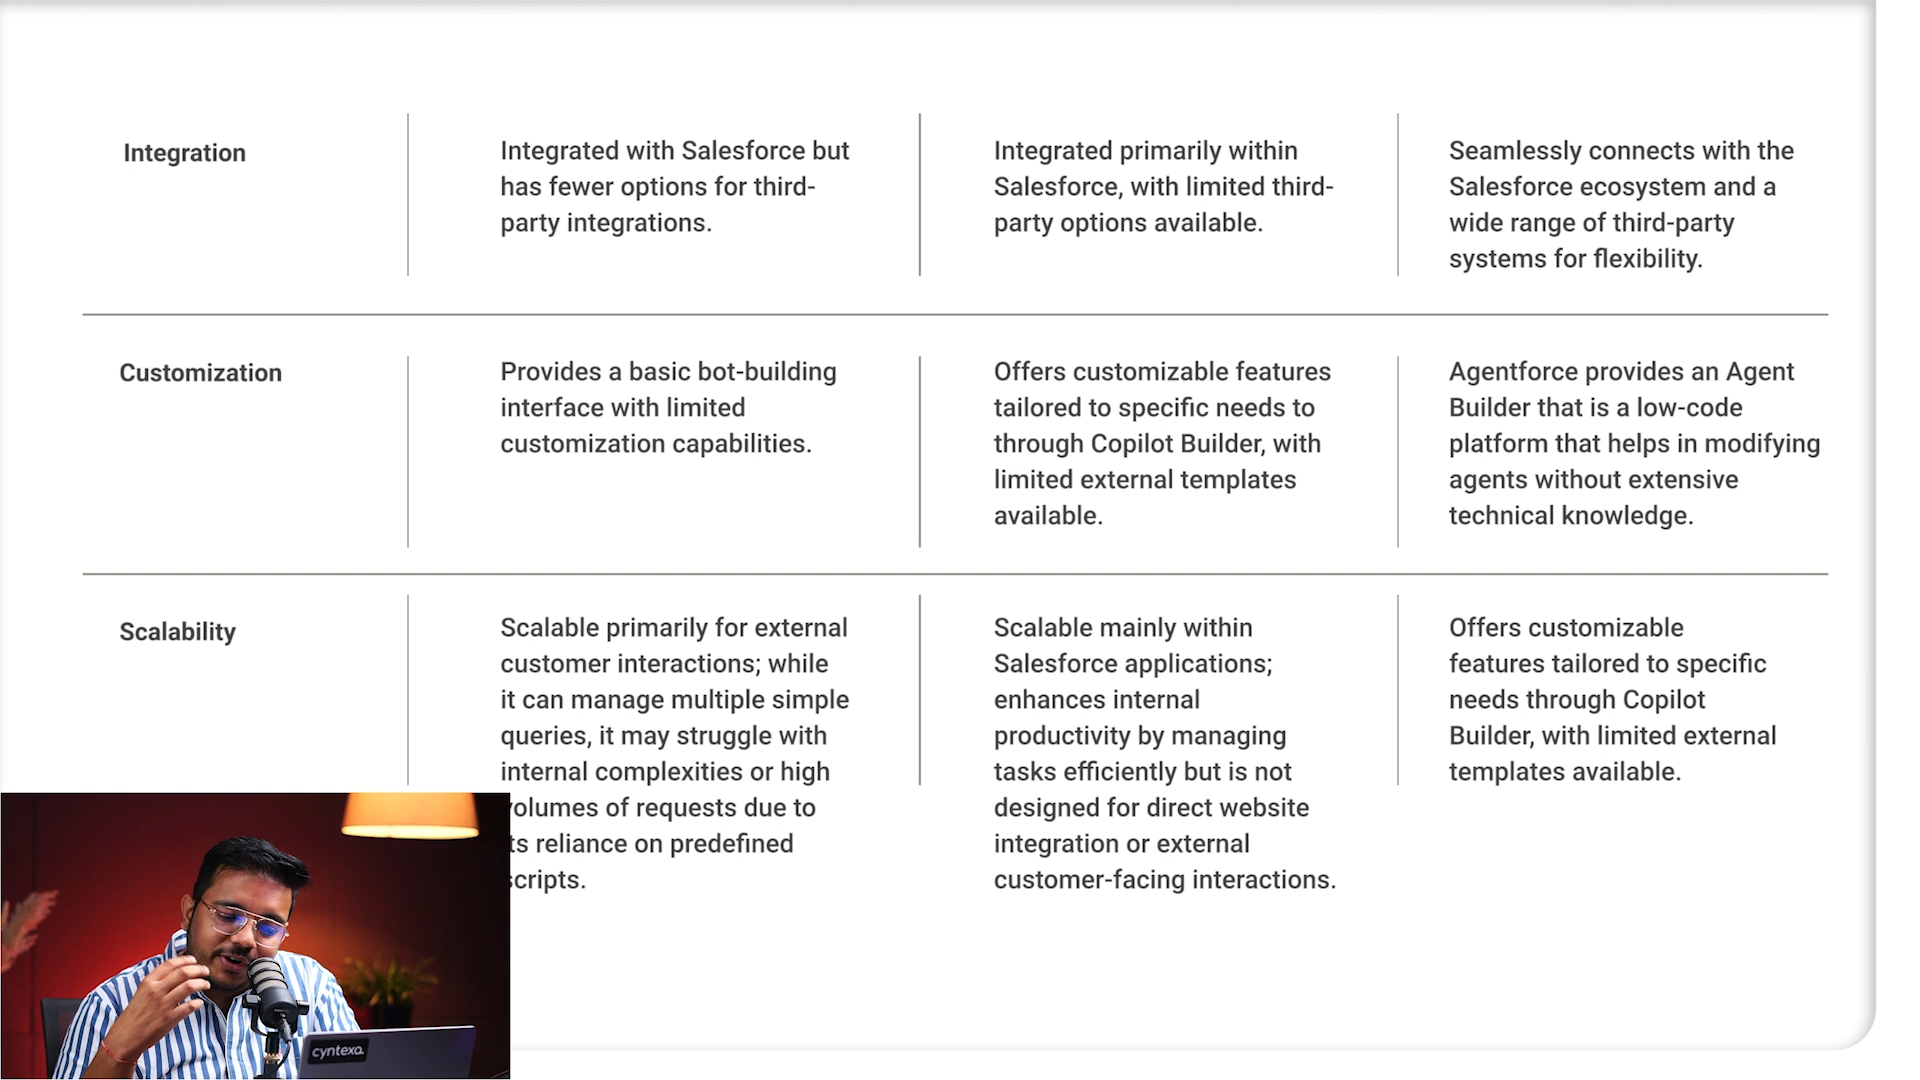 Integration
Integrated with Salesforce but
has fewer options for third-
party integrations.
Integrated primarily within
Salesforce, with limited third-
party options available.
Seamlessly connects with the
Salesforce ecosystem and a
wide range of third-party
systems for flexibility.
Customization
Provides a basic bot-building
interface with limited
customization capabilities.
Offers customizable features
tailored to specific needs to
through Copilot Builder, with
limited external templates
available.
Agentforce provides an Agent
Builder that is a low-code
platform that helps in modifying
agents without extensive
technical knowledge.
Scalability
Scalable primarily for external
customer interactions; while
it can manage multiple simple
queries, it may struggle with
internal complexities or high
volumes of requests due to
its reliance on predefined
scripts.
Scalable mainly within
Salesforce applications;
enhances internal
productivity by managing
tasks efficiently but is not
designed for direct website
integration or external
customer-facing interactions.
Offers customizable
features tailored to specific
needs through Copilot
Builder, with limited external
templates available.
cyntexa.